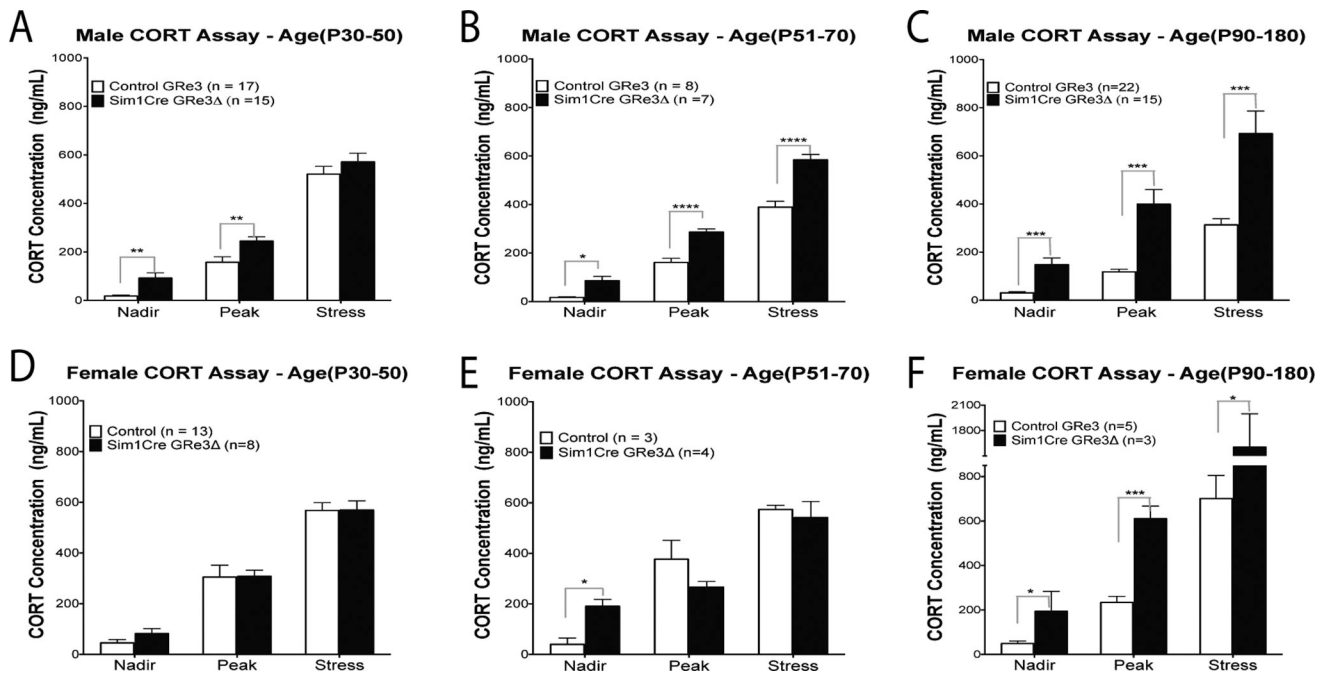 A
Male CORT Assay - Age(P30-50)
CORT Concentration (ng/mL)
1000
800
600
400
200
0
Control GRe3 (n = 17)
Sim1Cre GRe3Δ (n =15)
**
**
Nadir
Peak
Stress
B
Male CORT Assay - Age(P51-70)
CORT Concentration (ng/mL)
1000
800
600
400
200
0
Control GRe3 (n = 8)
Sim1Cre GRe3Δ (n =7)
*
****
****
Nadir
Peak
Stress
C
Male CORT Assay - Age(P90-180)
CORT Concentration (ng/mL)
1000
800
600
400
200
0
Control GRe3 (n=22)
Sim1Cre GRe3Δ (n =15)
***
***
***
Nadir
Peak
Stress
D
Female CORT Assay - Age(P30-50)
CORT Concentration (ng/mL)
1000
800
600
400
200
0
Control (n = 13)
Sim1Cre GRe3Δ (n=8)
Nadir
Peak
Stress
E
Female CORT Assay - Age(P51-70)
CORT Concentration (ng/mL)
1000
800
600
400
200
0
Control (n = 3)
Sim1Cre GRe3Δ (n=4)
*
Nadir
Peak
Stress
F
Female CORT Assay - Age(P90-180)
CORT Concentration (ng/mL)
2100
1800
800
600
400
200
0
Control GRe3 (n=5)
Sim1Cre GRe3Δ (n=3)
*
***
*
Nadir
Peak
Stress